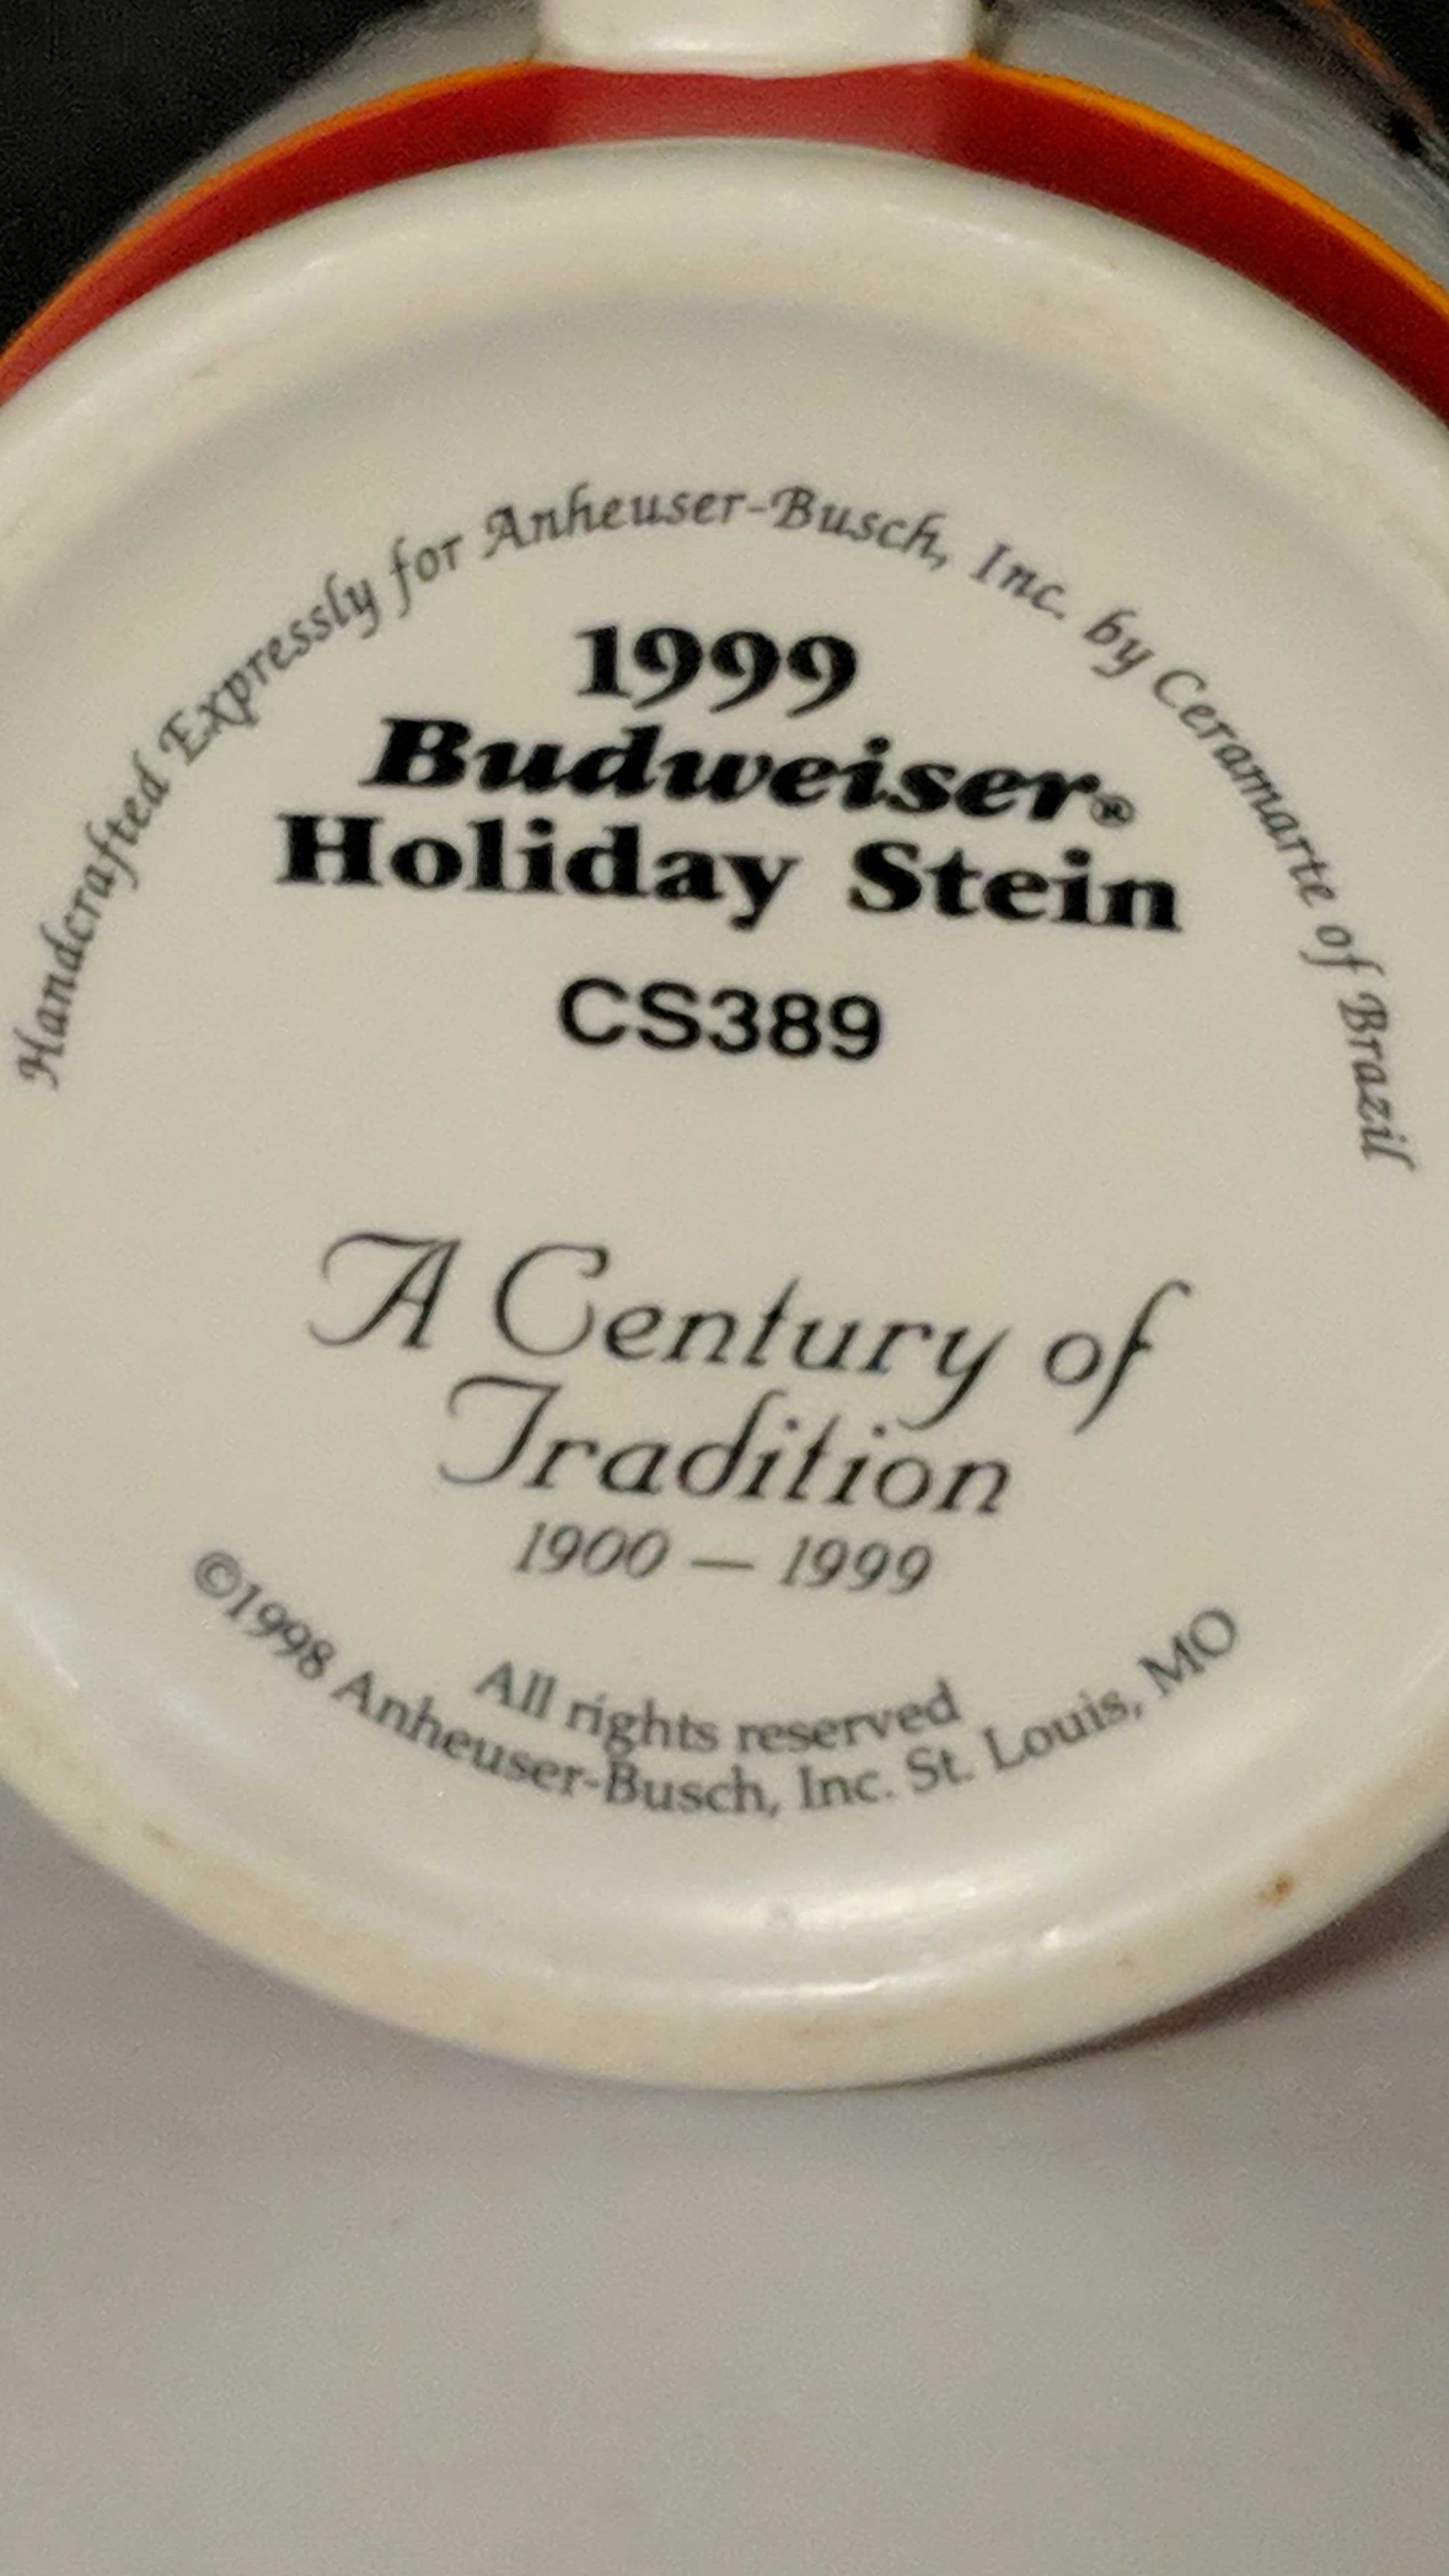 Handcrafted Expressly for Anheuser-Busch, Inc. by Ceramarte of Brazil
1999
Budweiser®
Holiday Stein
CS389
A Century of
Tradition
1900 — 1999
All rights reserved
©1998 Anheuser-Busch, Inc. St. Louis, MO